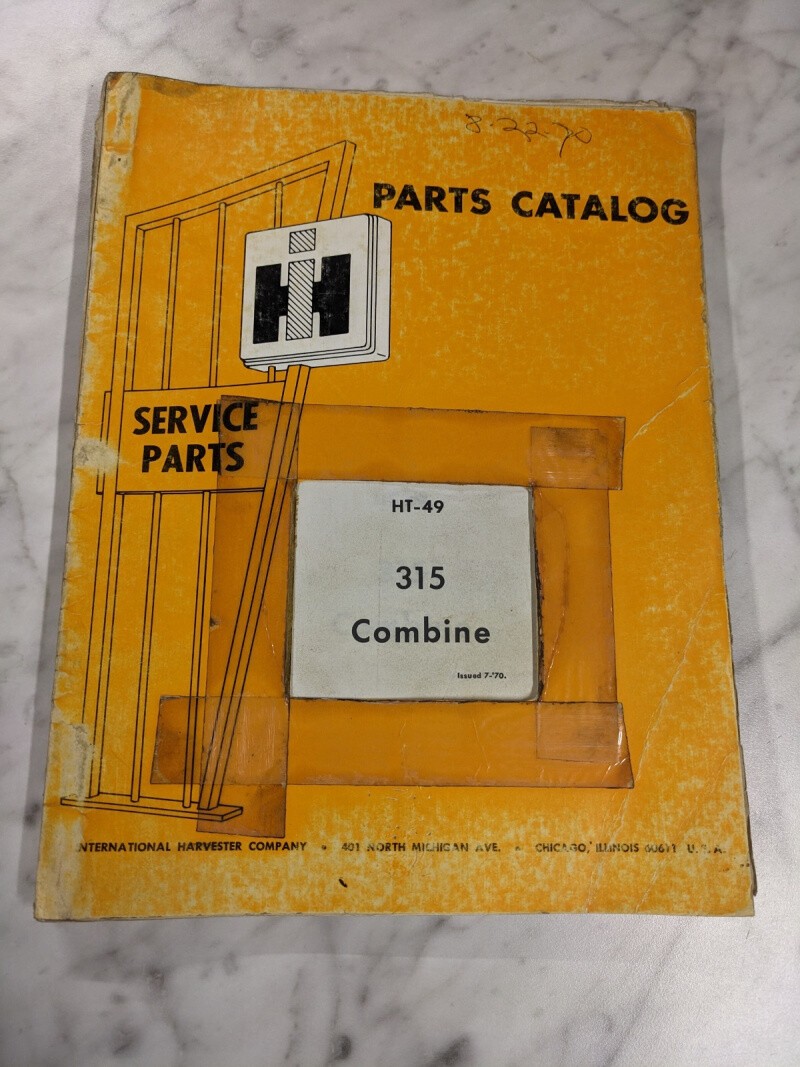 8-22-70
PARTS CATALOG
IH
SERVICE
PARTS
HT-49
315
Combine
Issued 7-'70.
INTERNATIONAL HARVESTER COMPANY • 401 NORTH MICHIGAN AVE. • CHICAGO, ILLINOIS 60611 U.S.A.